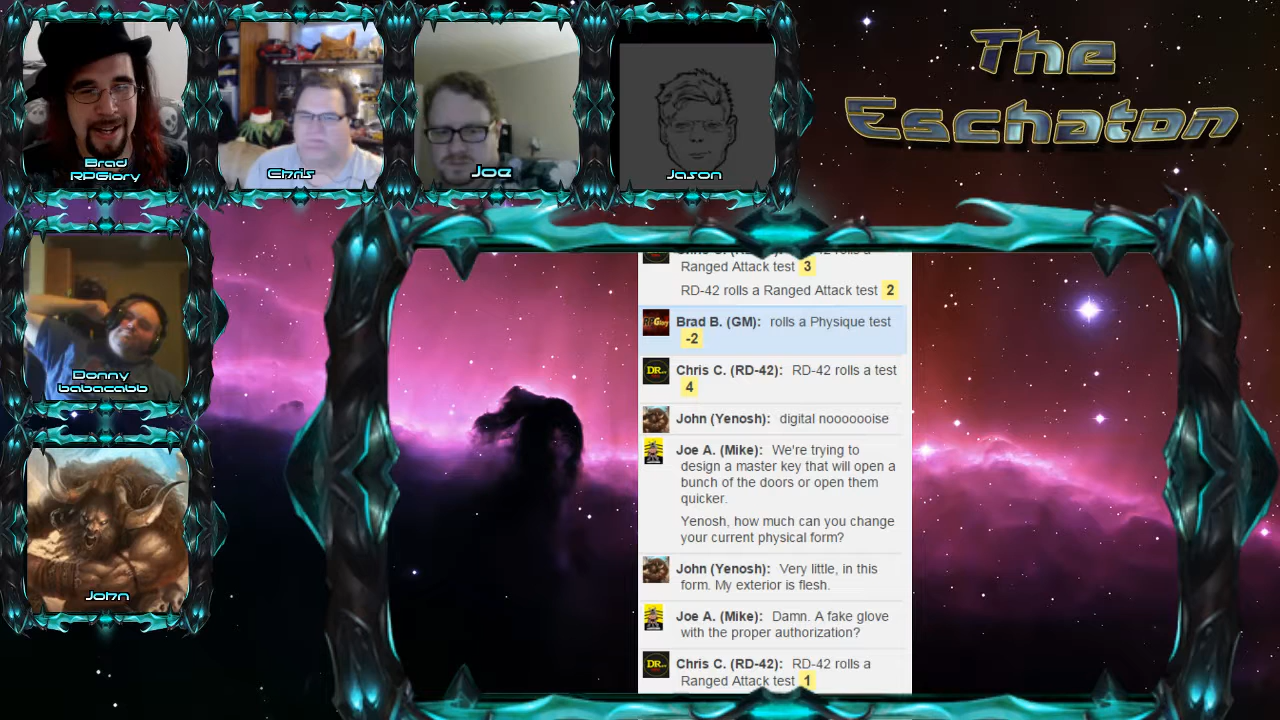 The
Eschaton
Brad
RPGlory
Chris
Joe
Jason
Donny
babacabb
John
Ranged Attack test 3
RD-42 rolls a Ranged Attack test 2
Brad B. (GM): rolls a Physique test
-2
Chris C. (RD-42): RD-42 rolls a test
4
John (Yenosh): digital nooooooise
Joe A. (Mike): We're trying to
design a master key that will open a
bunch of the doors or open them
quicker.
Yenosh, how much can you change
your current physical form?
John (Yenosh): Very little, in this
form. My exterior is flesh.
Joe A. (Mike): Damn. A fake glove
with the proper authorization?
Chris C. (RD-42): RD-42 rolls a
Ranged Attack test 1